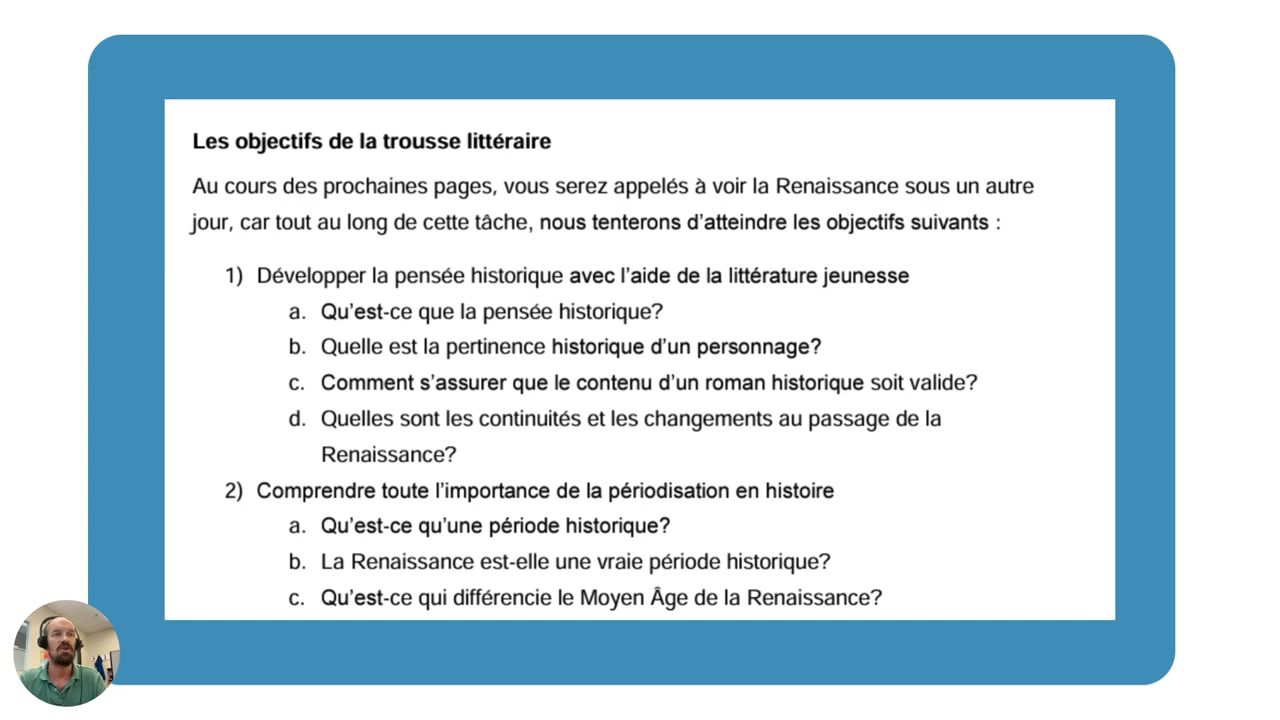 Les objectifs de la trousse littéraire
Au cours des prochaines pages, vous serez appelés à voir la Renaissance sous un autre
jour, car tout au long de cette tâche, nous tenterons d’atteindre les objectifs suivants :
1) Développer la pensée historique avec l’aide de la littérature jeunesse
a. Qu’est-ce que la pensée historique?
b. Quelle est la pertinence historique d’un personnage?
c. Comment s’assurer que le contenu d’un roman historique soit valide?
d. Quelles sont les continuités et les changements au passage de la
Renaissance?
2) Comprendre toute l’importance de la périodisation en histoire
a. Qu’est-ce qu’une période historique?
b. La Renaissance est-elle une vraie période historique?
c. Qu’est-ce qui différencie le Moyen Âge de la Renaissance?